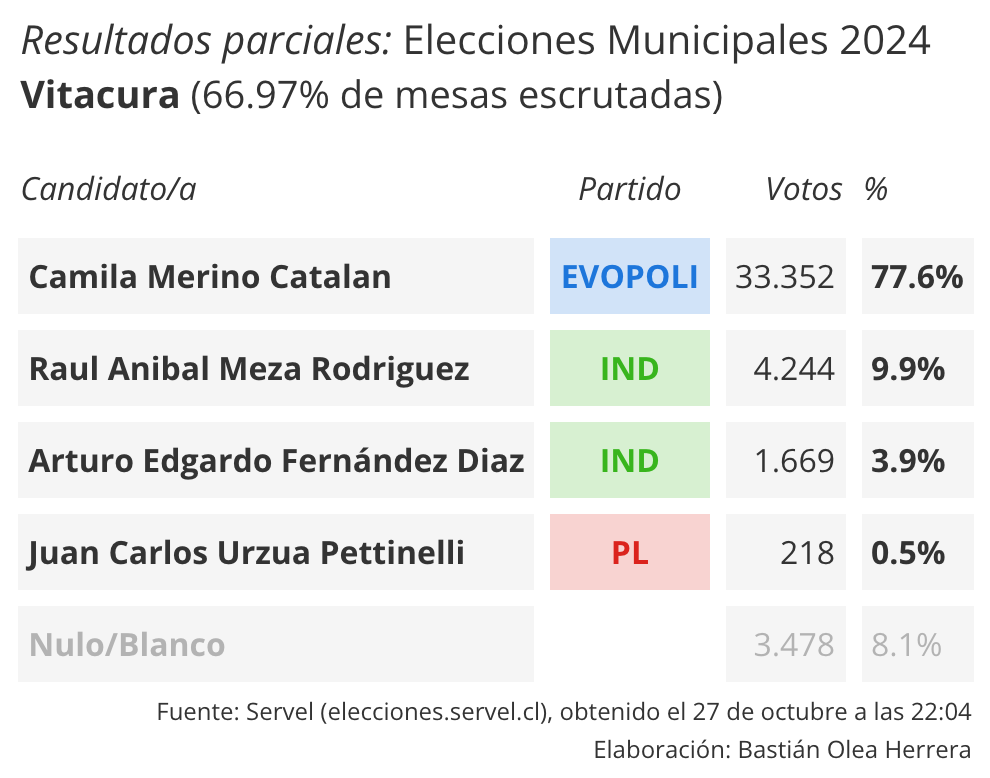 Resultados parciales: Elecciones Municipales 2024
Vitacura (66.97% de mesas escrutadas)
Candidato/a Partido Votos %
Camila Merino Catalan EVOPOLI 33.352 77.6%
Raul Anibal Meza Rodriguez IND 4.244 9.9%
Arturo Edgardo Fernández Diaz IND 1.669 3.9%
Juan Carlos Urzua Pettinelli PL 218 0.5%
Nulo/Blanco 3.478 8.1%
Fuente: Servel (elecciones.servel.cl), obtenido el 27 de octubre a las 22:04
Elaboración: Bastián Olea Herrera